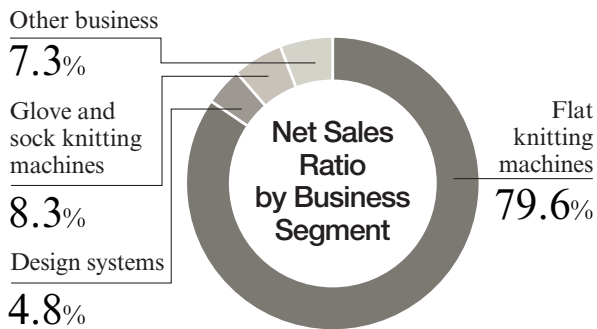 Other business
7.3%
Glove and
sock knitting
machines
8.3%
Design systems
4.8%
Net Sales
Ratio
by Business
Segment
Flat
knitting
machines
79.6%